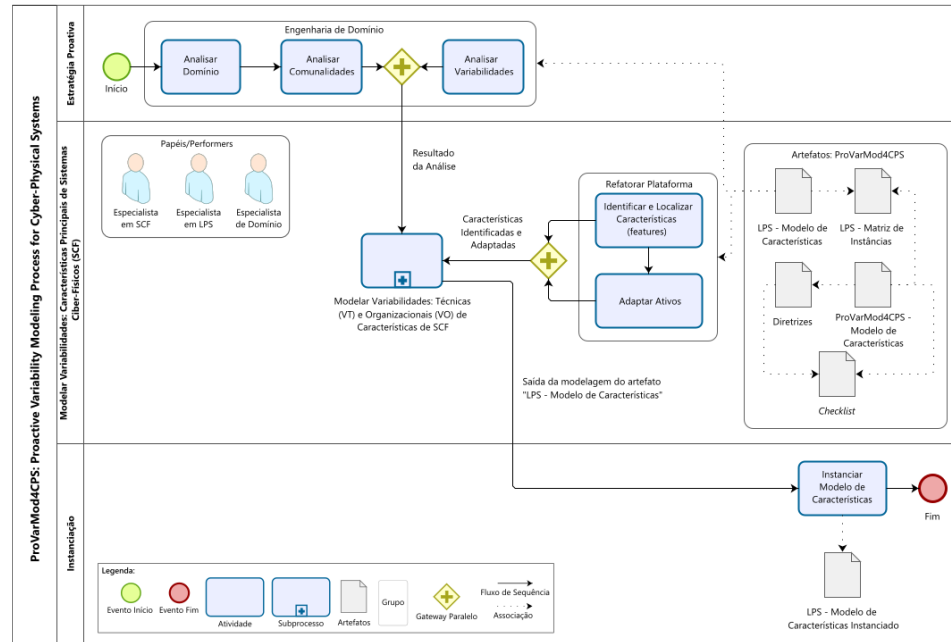 ProVarMod4CPS: Proactive Variability Modeling Process for Cyber-Physical Systems
Estratégia Proativa
Engenharia de Domínio
Início
Analisar
Domínio
Analisar
Comunalidades
Analisar
Variabilidades
Modelar Variabilidades: Características Principais de Sistemas
Ciber-Físicos (SCF)
Papéis/Performers
Especialista
em SCF
Especialista
em LPS
Especialista
de Domínio
Resultado
da Análise
Características
Identificadas e
Adaptadas
Refatorar Plataforma
Identificar e Localizar
Características
(features)
Adaptar Ativos
Modelar Variabilidades: Técnicas
(VT) e Organizacionais (VO) de
Características de SCF
Artefatos: ProVarMod4CPS
LPS - Modelo de
Características
LPS - Matriz de
Instâncias
Diretrizes
ProVarMod4CPS -
Modelo de
Características
Checklist
Saída da modelagem do artefato
"LPS - Modelo de Características"
Instanciação
Instanciar
Modelo de
Características
Fim
LPS - Modelo de
Características Instanciado
Legenda:
Evento Início
Evento Fim
Atividade
Subprocesso
Artefatos
Grupo
Gateway Paralelo
Fluxo de Sequência
Associação